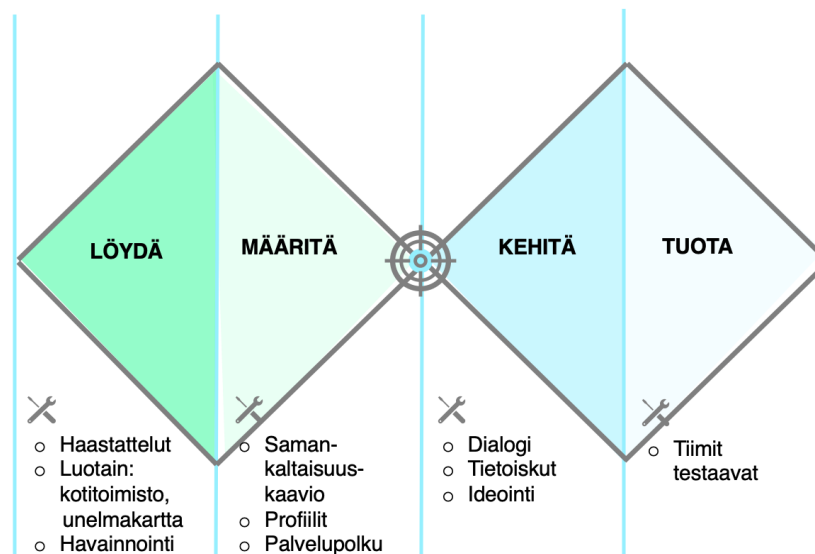 LÖYDÄ
MÄÄRITÄ
KEHITÄ
TUOTA
○ Haastattelut
○ Luotain:
kotitoimisto,
unelmakartta
○ Havainnointi
○ Saman-
kaltaisuus-
kaavio
○ Profiilit
○ Palvelupolku
○ Dialogi
○ Tietoiskut
○ Ideointi
○ Tiimit
testaavat